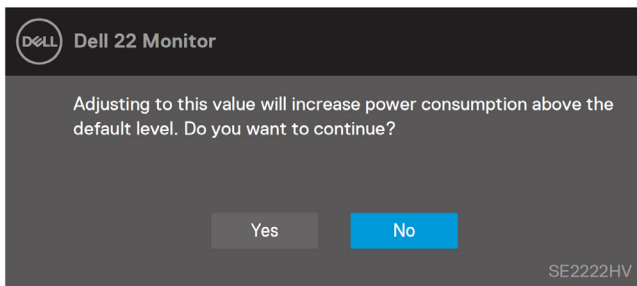 DELL Dell 22 Monitor
Adjusting to this value will increase power consumption above the
default level. Do you want to continue?
Yes No
SE2222HV